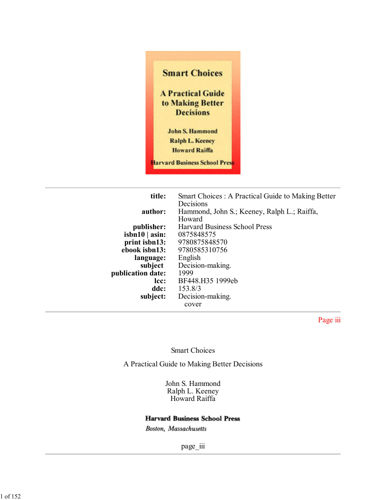 Smart Choices
A Practical Guide
to Making Better
Decisions
John S. Hammond
Ralph L. Keeney
Howard Raiffa
Harvard Business School Press
title: Smart Choices : A Practical Guide to Making Better
Decisions
author: Hammond, John S.; Keeney, Ralph L.; Raiffa,
Howard
publisher: Harvard Business School Press
isbn10 | asin: 0875848575
print isbn13: 9780875848570
ebook isbn13: 9780585310756
language: English
subject Decision-making.
publication date: 1999
lcc: BF448.H35 1999eb
ddc: 153.8/3
subject: Decision-making.
cover
Page iii
Smart Choices
A Practical Guide to Making Better Decisions
John S. Hammond
Ralph L. Keeney
Howard Raiffa
Harvard Business School Press
Boston, Massachusetts
page_iii
1 of 152